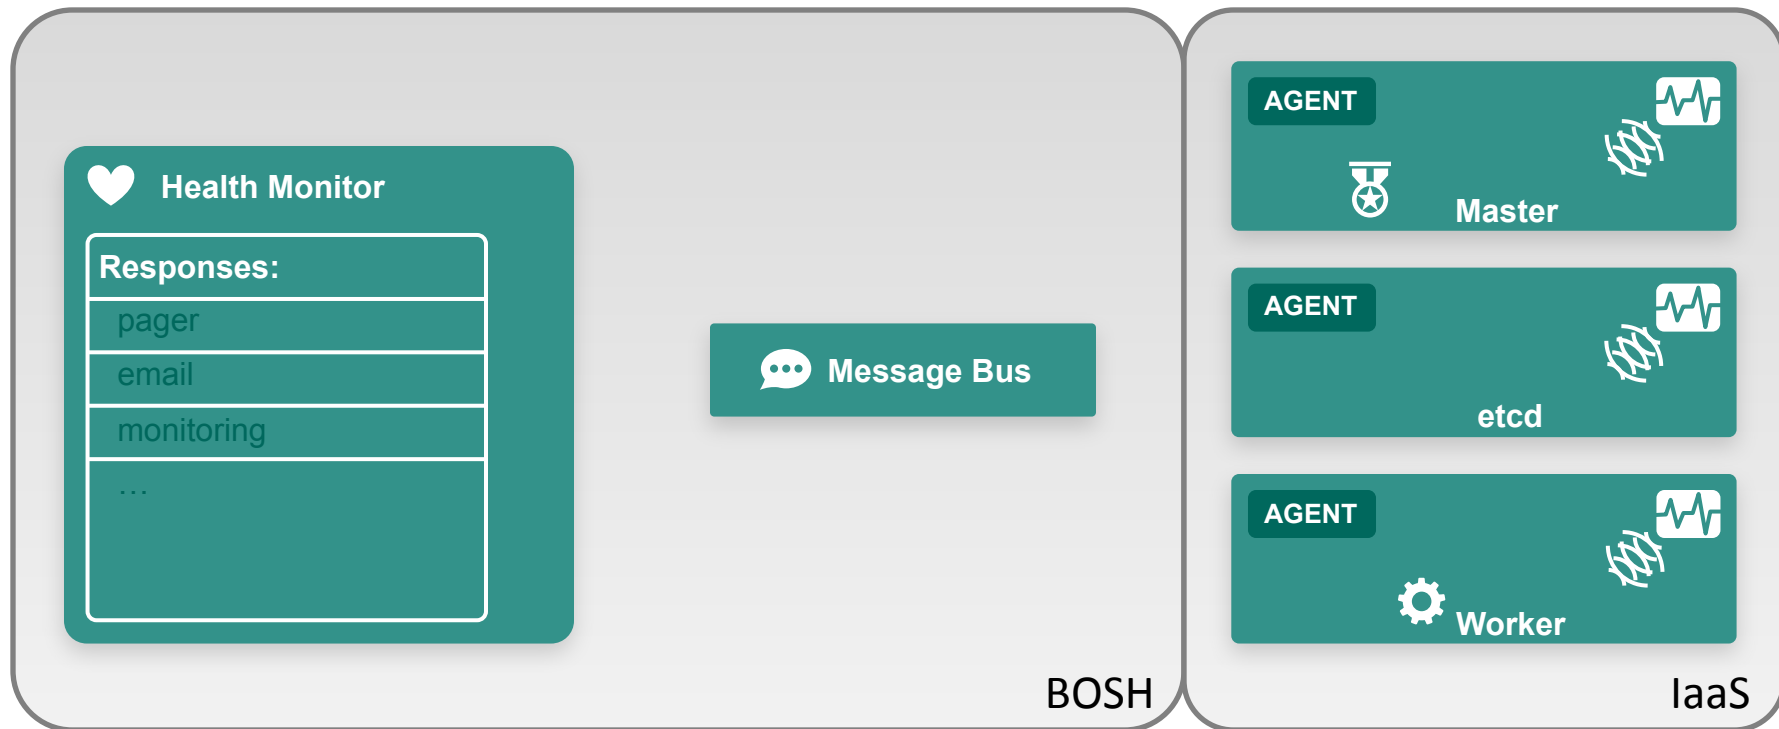 Health Monitor
Responses:
pager
email
monitoring
…
Message Bus
BOSH
AGENT
Master
AGENT
etcd
AGENT
Worker
IaaS